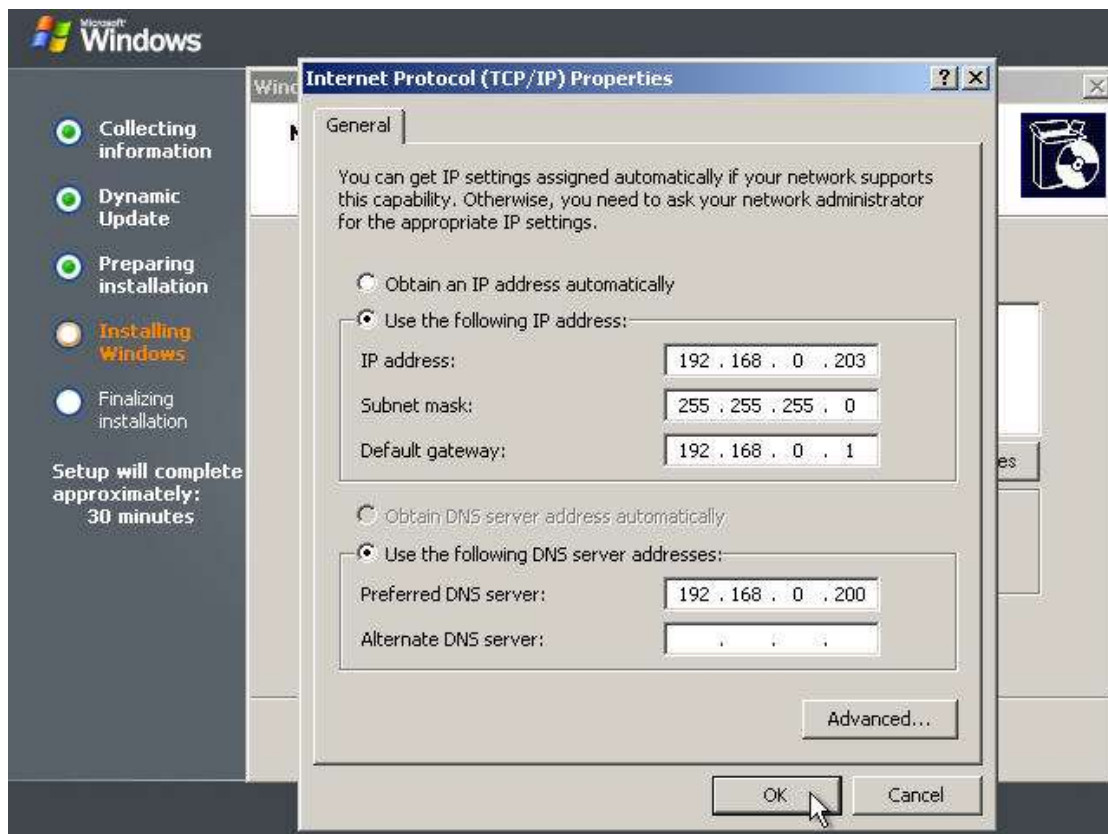 Microsoft
Windows
Collecting
information
Dynamic
Update
Preparing
installation
Installing
Windows
Finalizing
installation
Setup will complete
approximately:
30 minutes
Wind
Internet Protocol (TCP/IP) Properties
General
You can get IP settings assigned automatically if your network supports
this capability. Otherwise, you need to ask your network administrator
for the appropriate IP settings.
Obtain an IP address automatically
Use the following IP address:
IP address: 192 . 168 . 0 . 203
Subnet mask: 255 . 255 . 255 . 0
Default gateway: 192 . 168 . 0 . 1
es
Obtain DNS server address automatically
Use the following DNS server addresses:
Preferred DNS server: 192 . 168 . 0 . 200
Alternate DNS server: . . .
Advanced...
OK
Cancel